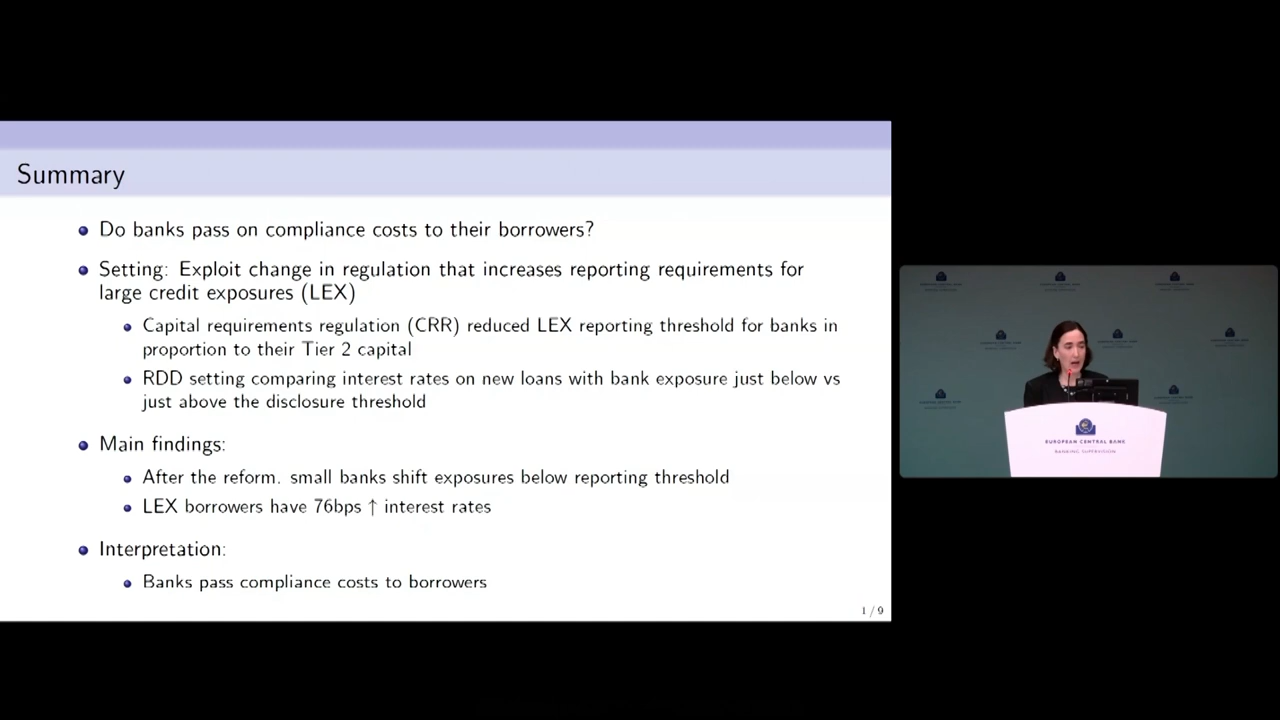 Summary
Do banks pass on compliance costs to their borrowers?
Setting: Exploit change in regulation that increases reporting requirements for
large credit exposures (LEX)
Capital requirements regulation (CRR) reduced LEX reporting threshold for banks in
proportion to their Tier 2 capital
RDD setting comparing interest rates on new loans with bank exposure just below vs
just above the disclosure threshold
Main findings:
After the reform. small banks shift exposures below reporting threshold
LEX borrowers have 76bps ↑ interest rates
Interpretation:
Banks pass compliance costs to borrowers
1 / 9
EUROPEAN CENTRAL BANK
BANKING SUPERVISION